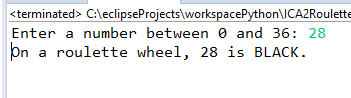 <terminated> C:\eclipseProjects\workspacePython\ICA2Roulette
Enter a number between 0 and 36: 28
On a roulette wheel, 28 is BLACK.